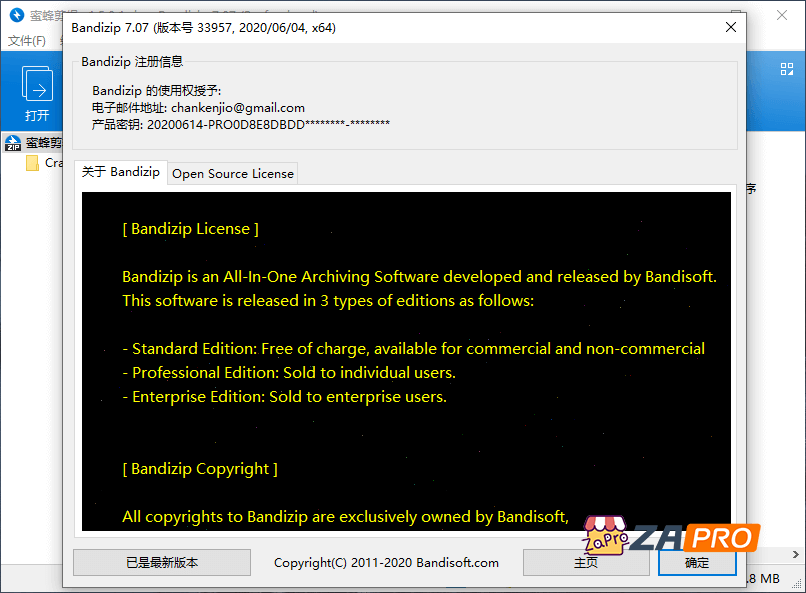 Bandizip 7.07 (版本号 33957, 2020/06/04, x64)
文件(F)
Bandizip 注册信息
Bandizip 的使用权授予:
电子邮件地址: chankenjio@gmail.com
产品密钥: 20200614-PRO0D8E8DBDD********-********
打开
蜜蜂剪
Cra
关于 Bandizip
Open Source License
序
[ Bandizip License ]
Bandizip is an All-In-One Archiving Software developed and released by Bandisoft.
This software is released in 3 types of editions as follows:
- Standard Edition: Free of charge, available for commercial and non-commercial
- Professional Edition: Sold to individual users.
- Enterprise Edition: Sold to enterprise users.
[ Bandizip Copyright ]
All copyrights to Bandizip are exclusively owned by Bandisoft,
ZaPro ZAPRO
已是最新版本
Copyright(C) 2011-2020 Bandisoft.com
主页
确定
.8 MB